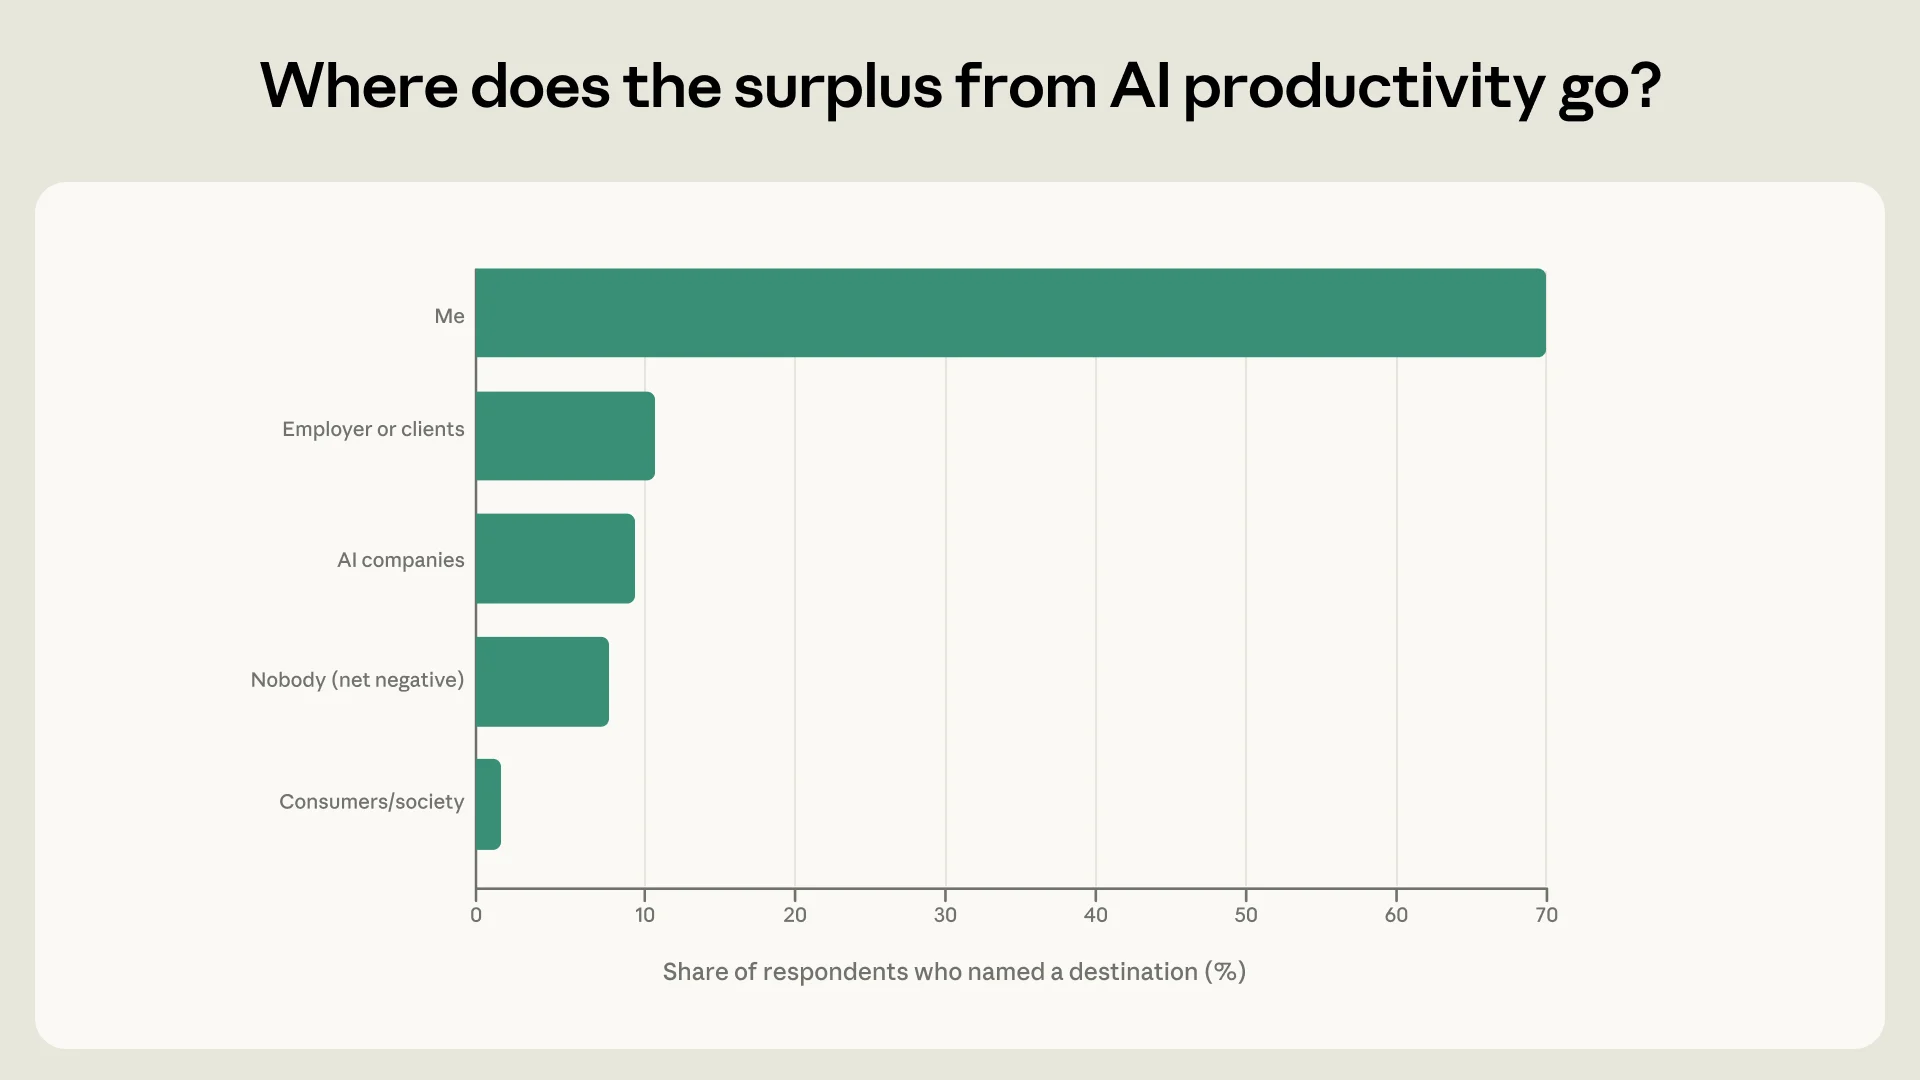 Where does the surplus from AI productivity go?
Me
Employer or clients
AI companies
Nobody (net negative)
Consumers/society
0 10 20 30 40 50 60 70
Share of respondents who named a destination (%)